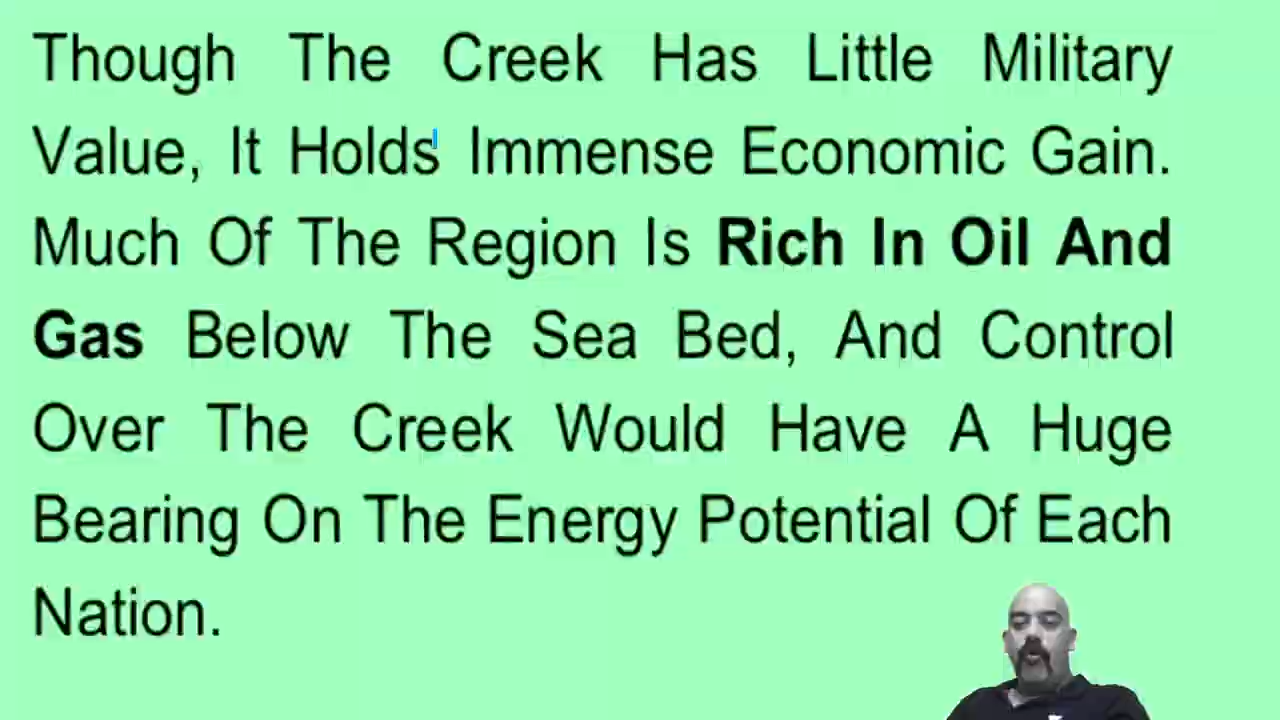 Though The Creek Has Little Military
Value, It Holds Immense Economic Gain.
Much Of The Region Is Rich In Oil And
Gas Below The Sea Bed, And Control
Over The Creek Would Have A Huge
Bearing On The Energy Potential Of Each
Nation.